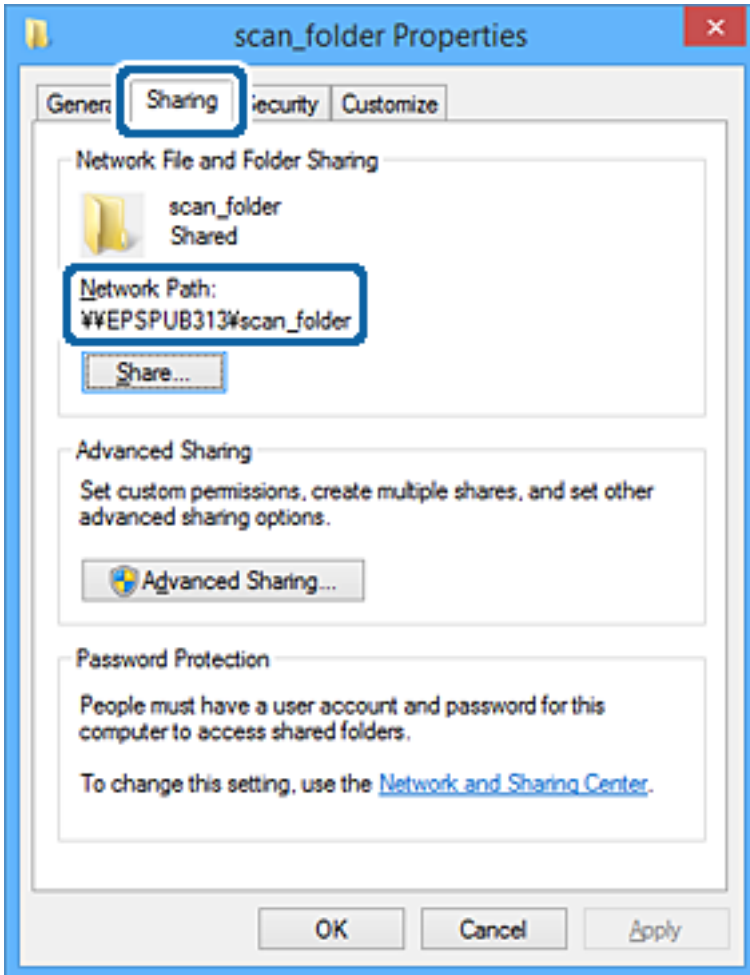 scan_folder Properties
Sharing
Customize
Network File and Folder Sharing
scan_folder
Shared
Network Path:
¥¥EPSPUB313¥scan_folder
Share...
Advanced Sharing
Set custom permissions, create multiple shares, and set other
advanced sharing options.
Advanced Sharing...
Password Protection
People must have a user account and password for this
computer to access shared folders.
To change this setting, use the Network and Sharing Center.
OK
Cancel
Apply